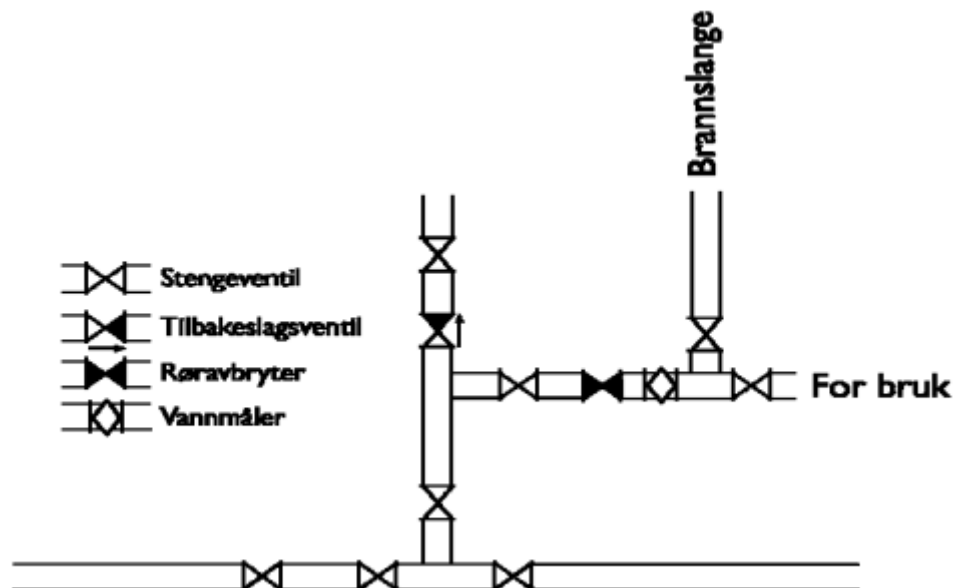 Brannslange
Stengeventil
Tilbakeslagsventil
Røravbryter
Vannmåler
For bruk